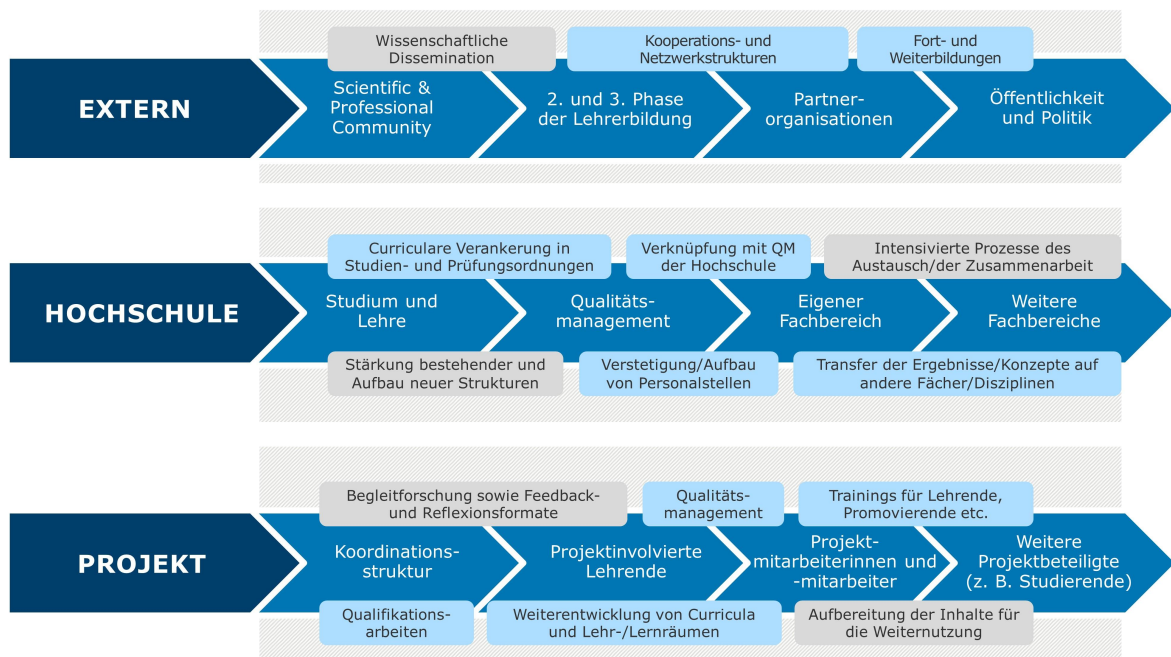 Wissenschaftliche
Dissemination
Kooperations- und
Netzwerkstrukturen
Fort- und
Weiterbildungen
EXTERN
Scientific &
Professional
Community
2. und 3. Phase
der Lehrerbildung
Partner-
organisationen
Öffentlichkeit
und Politik
Curriculare Verankerung in
Studien- und Prüfungsordnungen
Verknüpfung mit QM
der Hochschule
Intensivierte Prozesse des
Austausch/der Zusammenarbeit
HOCHSCHULE
Studium und
Lehre
Qualitäts-
management
Eigener
Fachbereich
Weitere
Fachbereiche
Stärkung bestehender und
Aufbau neuer Strukturen
Verstetigung/Aufbau
von Personalstellen
Transfer der Ergebnisse/Konzepte auf
andere Fächer/Disziplinen
Begleitforschung sowie Feedback-
und Reflexionsformate
Qualitäts-
management
Trainings für Lehrende,
Promovierende etc.
PROJEKT
Koordinations-
struktur
Projektinvolvierte
Lehrende
Projekt-
mitarbeiterinnen und
-mitarbeiter
Weitere
Projektbeteiligte
(z. B. Studierende)
Qualifikations-
arbeiten
Weiterentwicklung von Curricula
und Lehr-/Lernräumen
Aufbereitung der Inhalte für
die Weiternutzung